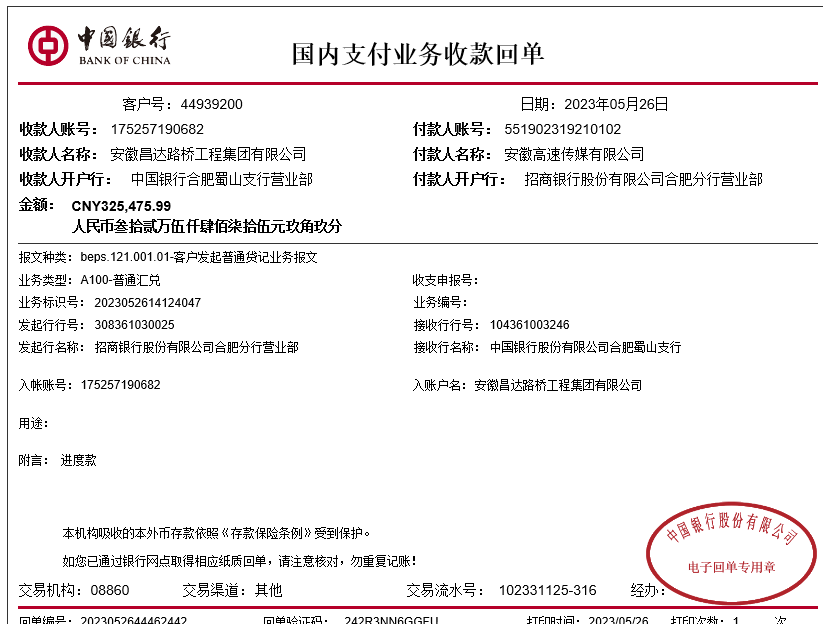 中国银行
BANK OF CHINA
国内支付业务收款回单
客户号：44939200 日期：2023年05月26日
收款人账号：175257190682 付款人账号：551902319210102
收款人名称：安徽昌达路桥工程集团有限公司 付款人名称：安徽高速传媒有限公司
收款人开户行：中国银行合肥蜀山支行营业部 付款人开户行：招商银行股份有限公司合肥分行营业部
金额：CNY325,475.99
人民币叁拾贰万伍仟肆佰柒拾伍元玖角玖分
报文种类：beps.121.001.01-客户发起普通贷记业务报文
业务类型：A100-普通汇兑 收支申报号：
业务标识号：2023052614124047 业务编号：
发起行行号：308361030025 接收行行号：104361003246
发起行名称：招商银行股份有限公司合肥分行营业部 接收行名称：中国银行股份有限公司合肥蜀山支行
入帐账号：175257190682 入账户名：安徽昌达路桥工程集团有限公司
用途：
附言：进度款
本机构吸收的本外币存款依照《存款保险条例》受到保护。
如您已通过银行网点取得相应纸质回单，请注意核对，勿重复记账！
中国银行股份有限公司
电子回单专用章
交易机构：08860 交易渠道：其他 交易流水号：102331125-316 经办：
回单编号：2023052644462442 回单验证码：242R3NN6GGFU 打印时间：2023/05/26 打印次数：1 次